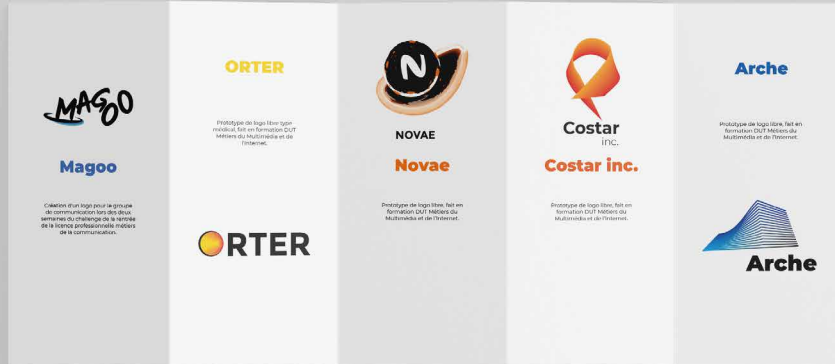 MAGOO
Magoo
Création d'un logo pour le groupe
de communication lors des deux
semaines du challenge de la rentrée
de la licence professionnelle métiers
de la communication.
ORTER
Prototype de logo libre type
médical, fait en formation DUT
Métiers du Multimédia et de
l'Internet.
ORTER
N
NOVAE
Novae
Prototype de logo libre, fait en
formation DUT Métiers du
Multimédia et de l'Internet.
Costar
inc.
Costar inc.
Prototype de logo libre, fait en
formation DUT Métiers du
Multimédia et de l'Internet.
Arche
Prototype de logo libre, fait en
formation DUT Métiers du
Multimédia et de l'Internet.
Arche